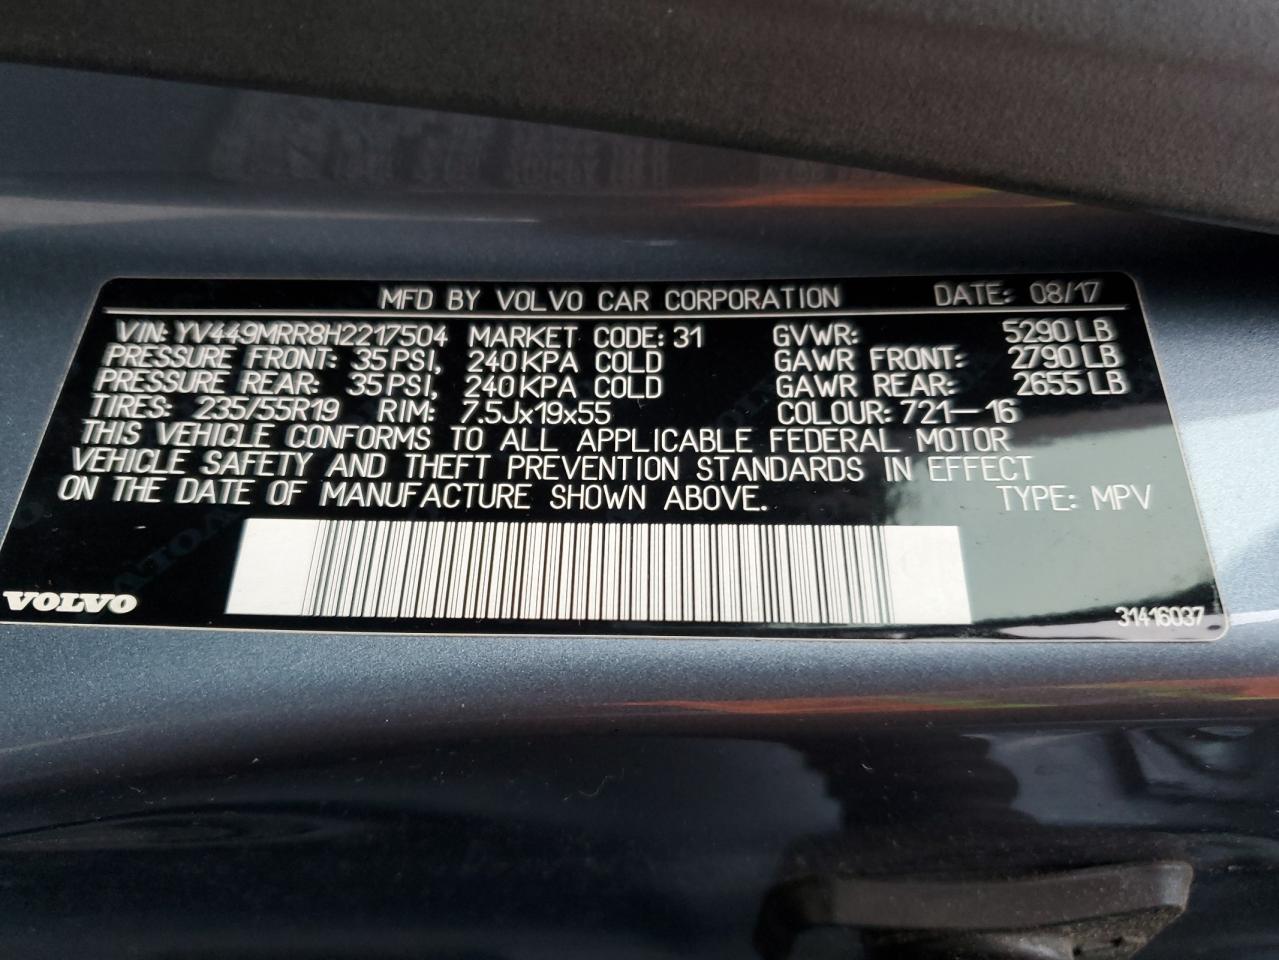 MFD BY VOLVO CAR CORPORATION DATE: 08/17
VIN: YV449MRR8H2217504 MARKET CODE: 31 GVWR: 5290 LB
PRESSURE FRONT: 35 PSI, 240 KPA COLD GAWR FRONT: 2790 LB
PRESSURE REAR: 35 PSI, 240 KPA COLD GAWR REAR: 2655 LB
TIRES: 235/55R19 RIM: 7.5Jx19x55 COLOUR: 721-16
THIS VEHICLE CONFORMS TO ALL APPLICABLE FEDERAL MOTOR
VEHICLE SAFETY AND THEFT PREVENTION STANDARDS IN EFFECT
ON THE DATE OF MANUFACTURE SHOWN ABOVE. TYPE: MPV
VOLVO 31416037